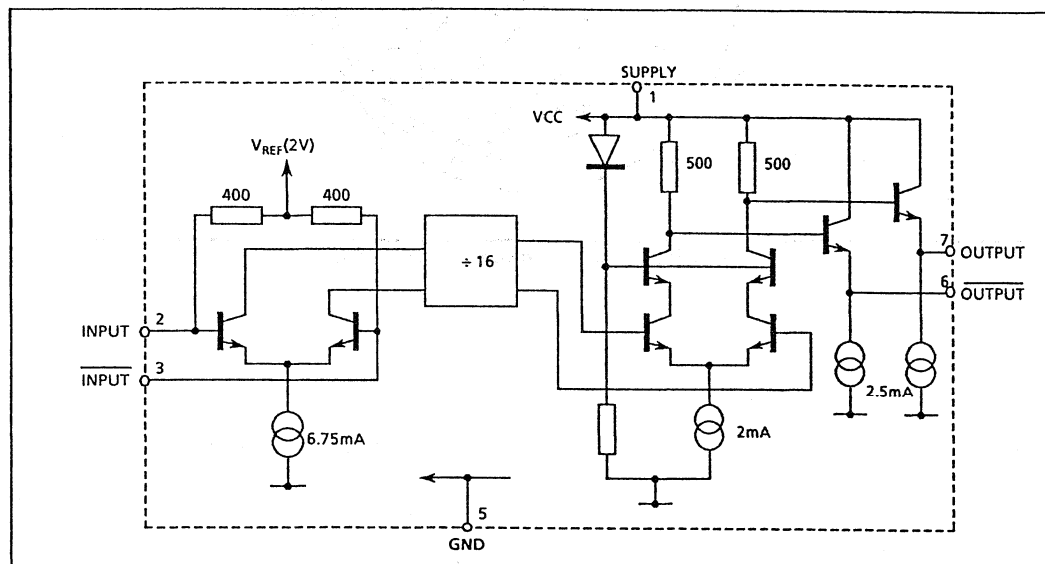 SUPPLY
1
VCC
VREF(2V)
400 400
500 500
÷ 16
7
OUTPUT
6
OUTPUT
INPUT 2
INPUT 3
2.5mA
6.75mA
2mA
5
GND